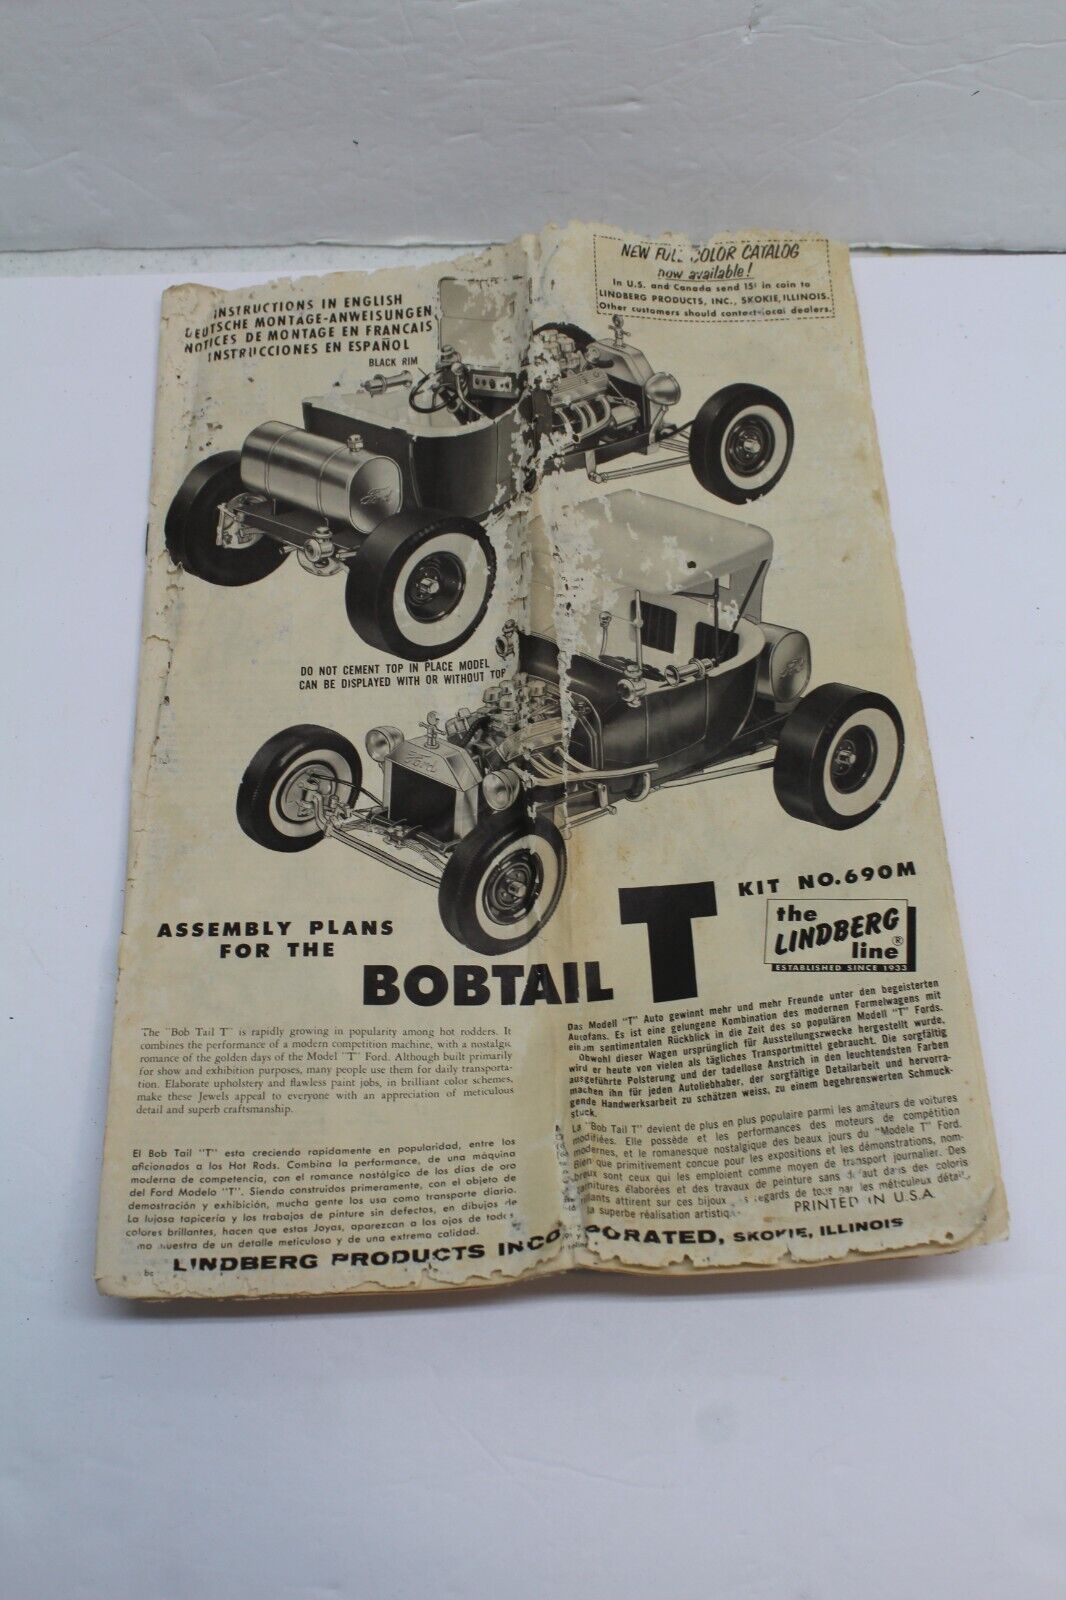 INSTRUCTIONS IN ENGLISH
DEUTSCHE MONTAGE-ANWEISUNGEN
NOTICES DE MONTAGE EN FRANCAIS
INSTRUCCIONES EN ESPAÑOL
BLACK RIM
NEW FULL COLOR CATALOG
now available!
In U.S. and Canada send 15¢ in coin to
LINDBERG PRODUCTS, INC., SKOKIE, ILLINOIS.
Other customers should contact local dealers.
Ford
DO NOT CEMENT TOP IN PLACE MODEL
CAN BE DISPLAYED WITH OR WITHOUT TOP
Ford
Ford
ASSEMBLY PLANS
FOR THE
BOBTAIL T
KIT NO.690M
the
LINDBERG
line®
ESTABLISHED SINCE 1933
The "Bob Tail T" is rapidly growing in popularity among hot rodders. It
combines the performance of a modern competition machine, with a nostalgic
romance of the golden days of the Model "T" Ford. Although built primarily
for show and exhibition purposes, many people use them for daily transporta-
tion. Elaborate upholstery and flawless paint jobs, in brilliant color schemes,
make these Jewels appeal to everyone with an appreciation of meticulous
detail and superb craftsmanship.
El Bob Tail "T" esta creciendo rapidamente en popularidad, entre los
aficionados a los Hot Rods. Combina la performance, de una máquina
moderna de competencia, con el romance nostálgico de los días de oro
del Ford Modelo "T". Siendo construídos primeramente, con el objeto de
demostración y exhibición, mucha gente los usa como transporte diario.
La lujosa tapicería y los trabajos de pinture sin defectos, en dibujos de
colores brillantes, hacen que estas Joyas, aparezcan a los ojos de todos
muestra de un detalle meticuloso y de una extrema calidad.
Das Modell "T" Auto gewinnt mehr und mehr Freunde unter den begeisterten
Autofans. Es ist eine gelungene Kombination des modernen Formelwagens mit
einem sentimentalen Rückblick in die Zeit des so populären Modell "T" Fords.
Obwohl dieser Wagen ursprünglich für Ausstellungszwecke hergestellt wurde,
wird er heute von vielen als tägliches Transportmittel gebraucht. Die sorgfältig
ausgeführte Polsterung und der tadellose Anstrich in den leuchtendsten Farben
machen ihn für jeden Autoliebhaber, der sorgfältige Detailarbeit und hervorra-
gende Handwerksarbeit zu schätzen weiss, zu einem begehrenswerten Schmuck-
stuck.
La "Bob Tail T" devient de plus en plus populaire parmi les amáteurs de voitures
modifiées. Elle possède et les performances des moteurs de compétition
modernes, et le romanesque nostalgique des beaux jours du "Modele T" Ford.
Bien que primitivement concue pour les expositions et les démonstrations, nom-
breux sont ceux qui les emploient comme moyen de transport journalier. Des
garnitures élaborées et des travaux de peinture sans défaut dans des coloris
brillants attirent sur ces bijoux regards de tous par les méticuleux détails
la superbe réalisation
PRINTED IN U.S.A.
LINDBERG PRODUCTS INCORPORATED, SKOKIE, ILLINOIS